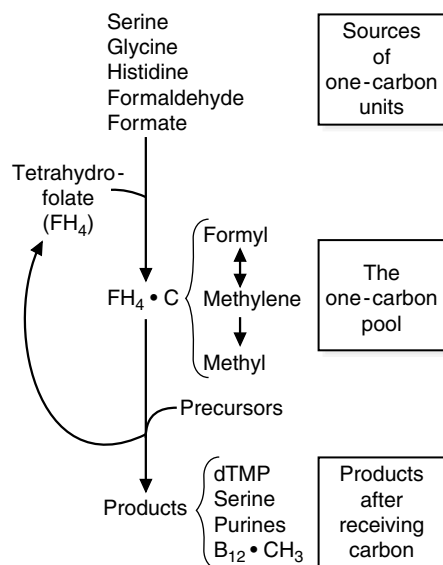 Serine
Glycine
Histidine
Formaldehyde
Formate
Sources
of
one-carbon
units
Tetrahydro-
folate
(FH4)
FH4 • C
Formyl
Methylene
Methyl
The
one-carbon
pool
Precursors
Products
dTMP
Serine
Purines
B12 • CH3
Products
after
receiving
carbon